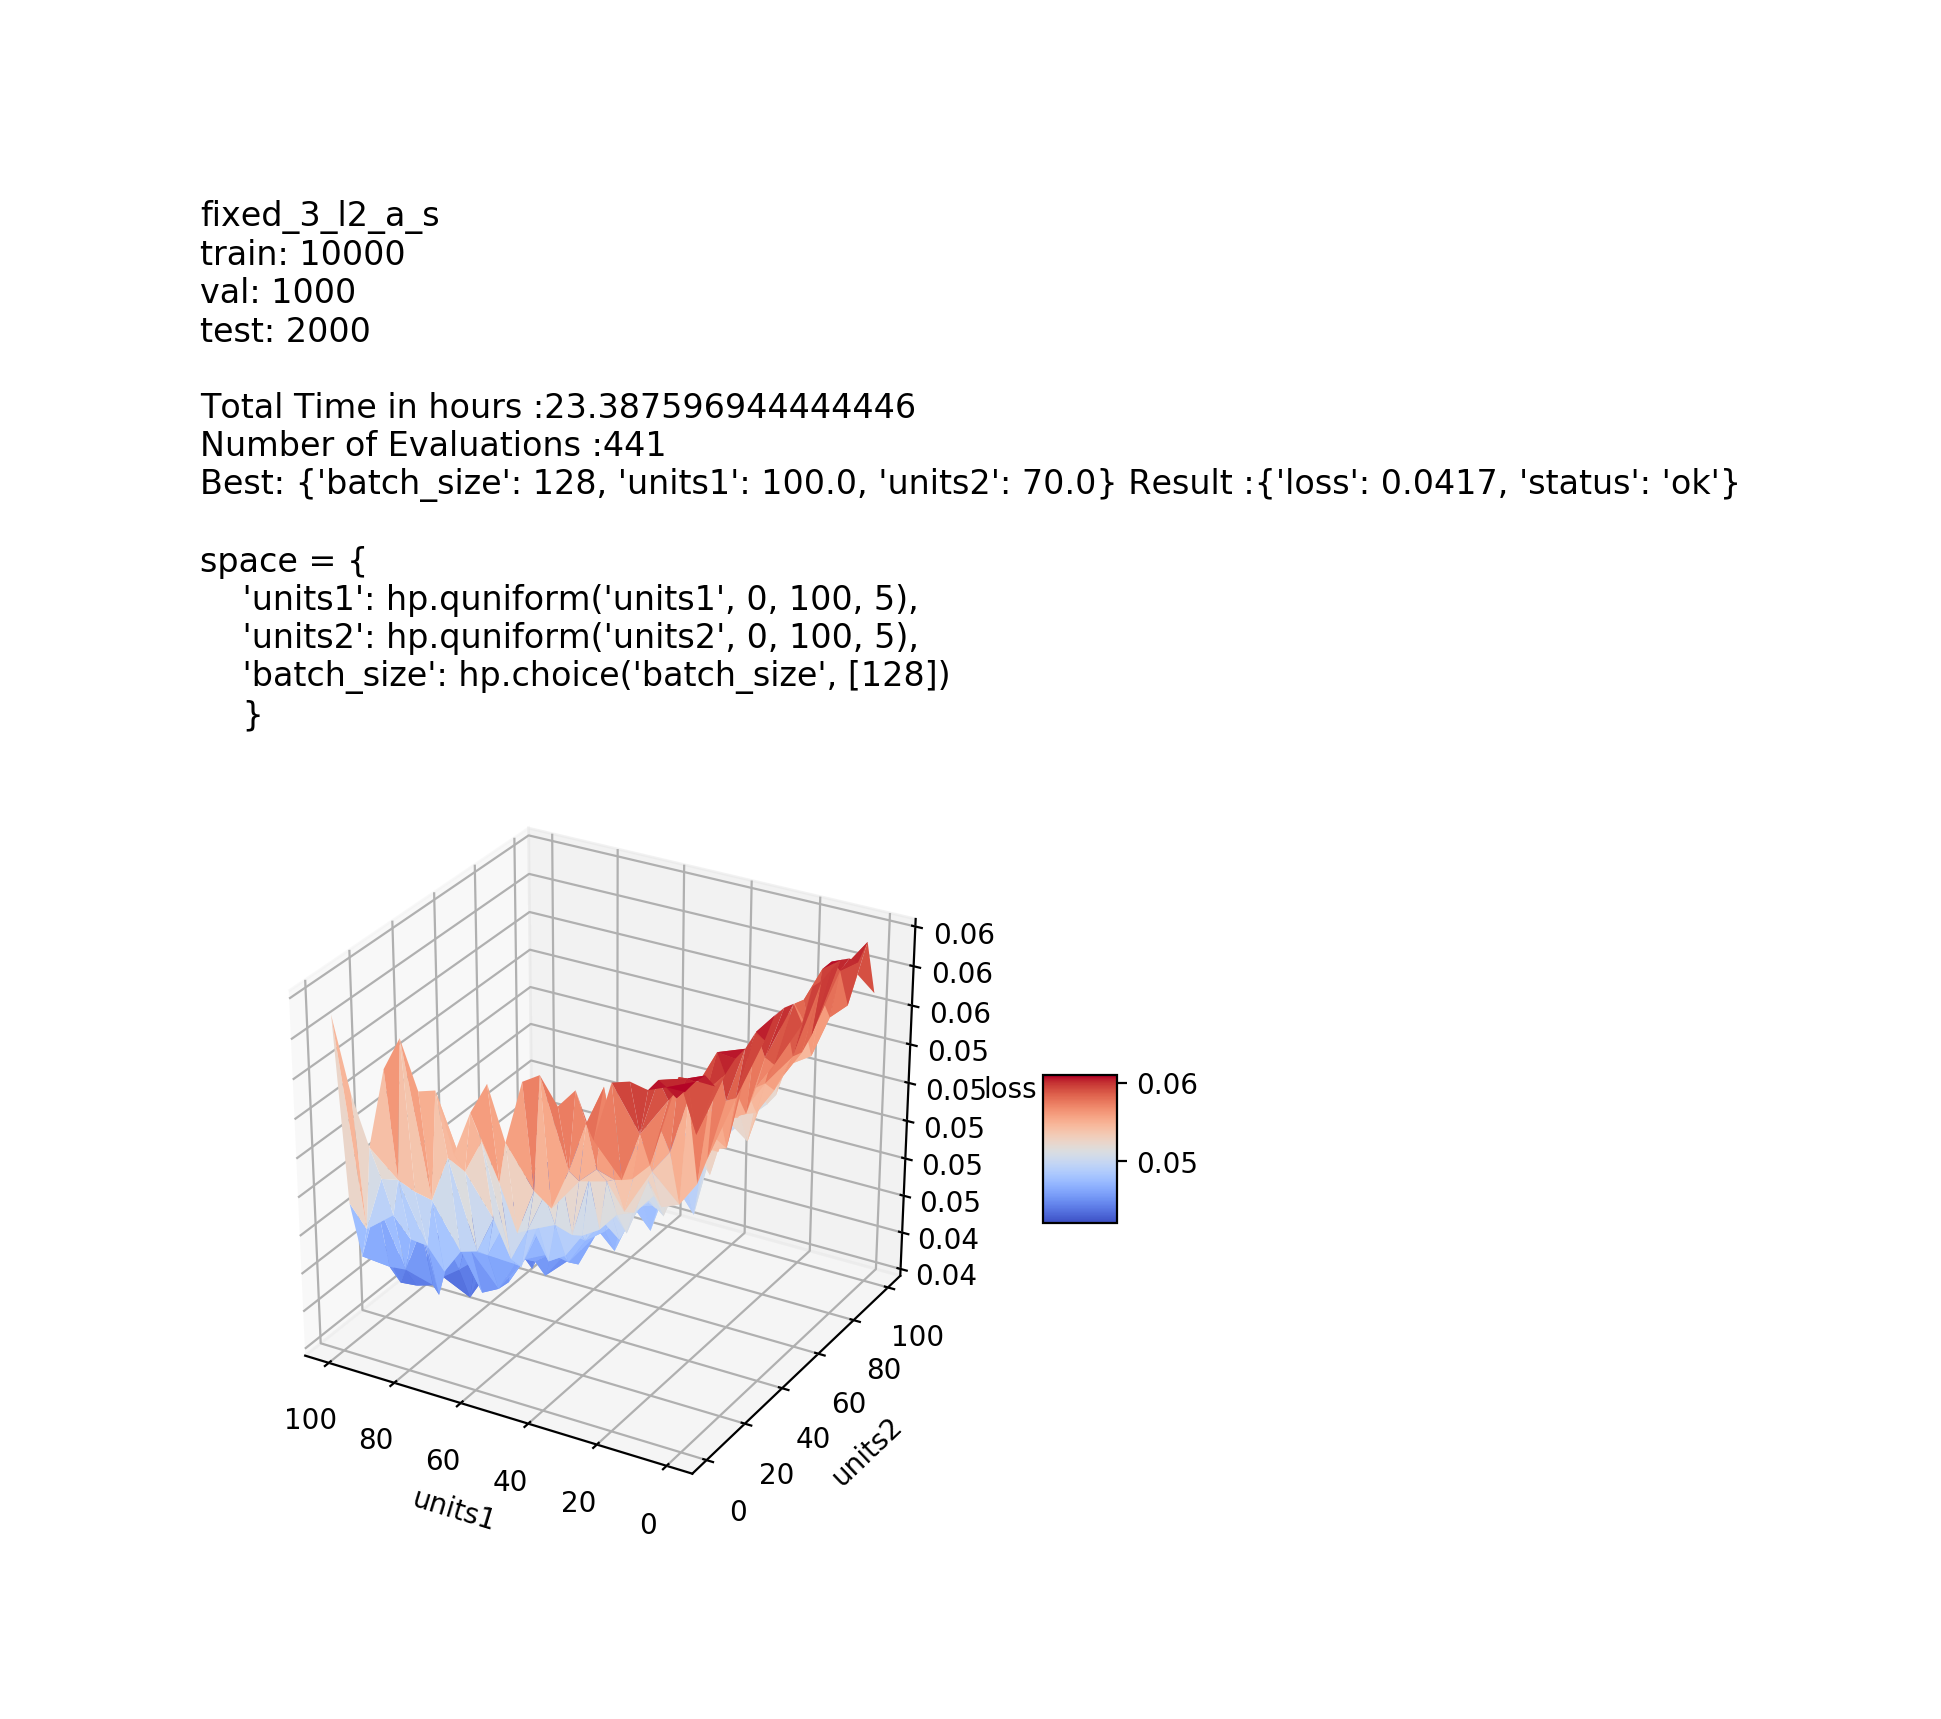 fixed_3_l2_a_s
train: 10000
val: 1000
test: 2000
Total Time in hours :23.387596944444446
Number of Evaluations :441
Best: {'batch_size': 128, 'units1': 100.0, 'units2': 70.0} Result :{'loss': 0.0417, 'status': 'ok'}
space = {
'units1': hp.quniform('units1', 0, 100, 5),
'units2': hp.quniform('units2', 0, 100, 5),
'batch_size': hp.choice('batch_size', [128])
}
0.06
0.06
0.06
0.05
0.05
0.05
0.05
0.05
0.04
0.04
loss
0.06
0.05
100
80
60
40
20
0
units1
100
80
60
40
20
0
units2